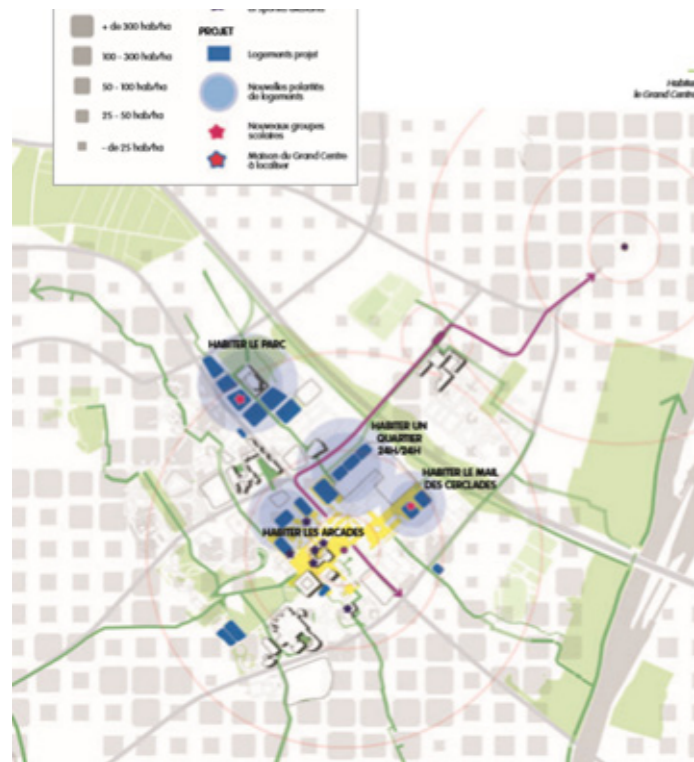 + de 300 hab/ha
100 - 300 hab/ha
50 - 100 hab/ha
25 - 50 hab/ha
- de 25 hab/ha
PROJET
Logements projet
Nouvelles polarités
de logements
Nouveaux groupes
scolaires
Maison du Grand Centre
à localiser
Habiter
le Grand Centre
HABITER LE PARC
HABITER UN
QUARTIER
24H/24H
HABITER LE MAIL
DES CERCLADES
HABITER LES ARCADES